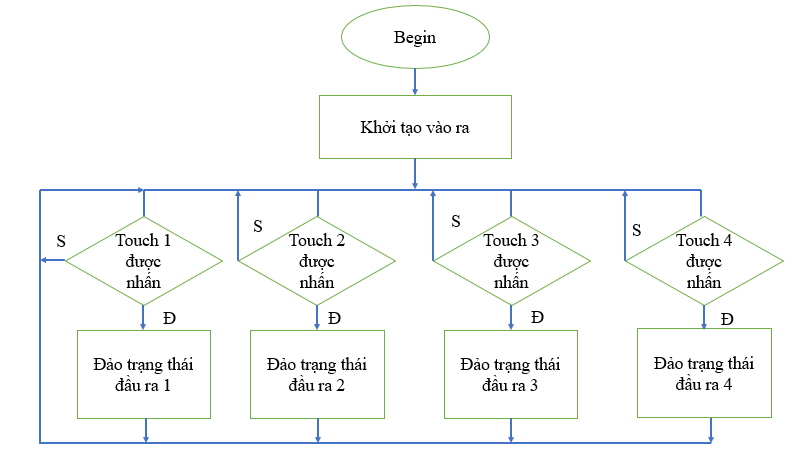 Begin
Khởi tạo vào ra
S
Touch 1
được
nhấn
Đ
Đảo trạng thái
đầu ra 1
S
Touch 2
được
nhấn
Đ
Đảo trạng thái
đầu ra 2
S
Touch 3
được
nhấn
Đ
Đảo trạng thái
đầu ra 3
S
Touch 4
được
nhấn
Đ
Đảo trạng thái
đầu ra 4